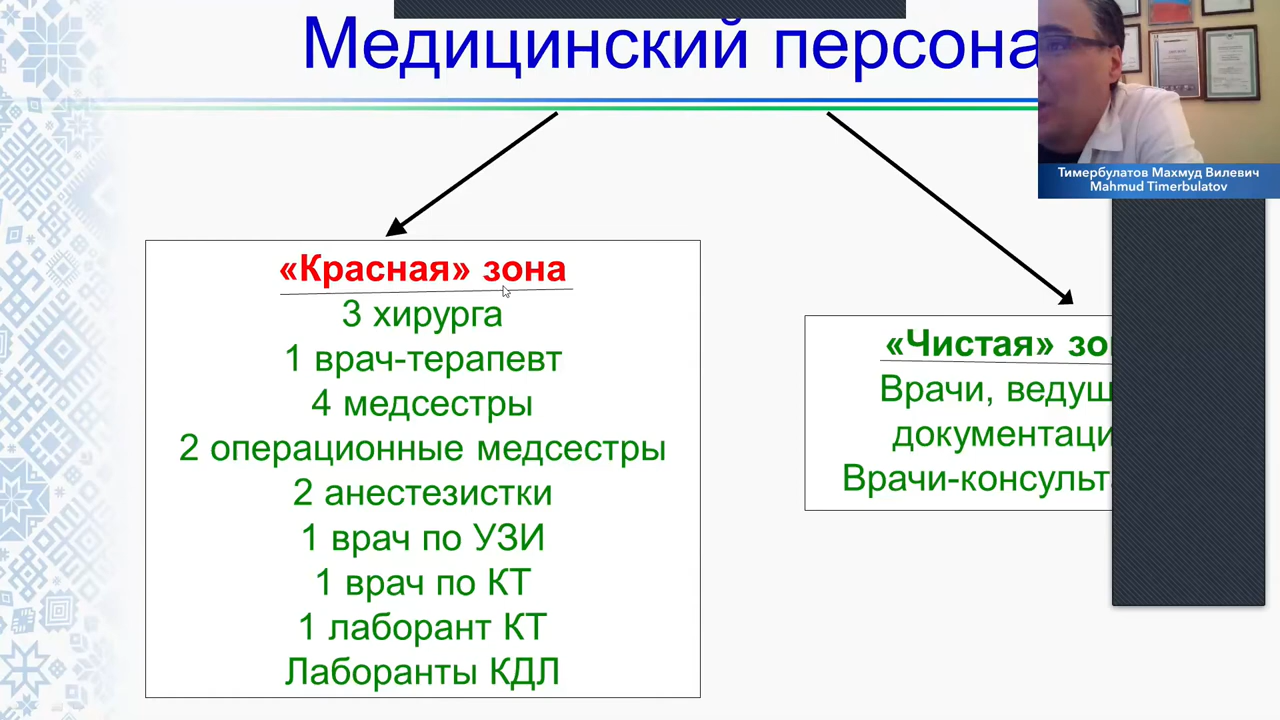 Медицинский персона
Тимербулатов Махмуд Вилевич
Mahmud Timerbulatov
«Красная» зона
3 хирурга
1 врач-терапевт
4 медсестры
2 операционные медсестры
2 анестезистки
1 врач по УЗИ
1 врач по КТ
1 лаборант КТ
Лаборанты КДЛ
«Чистая» зо
Врачи, ведущ
документаци
Врачи-консульт